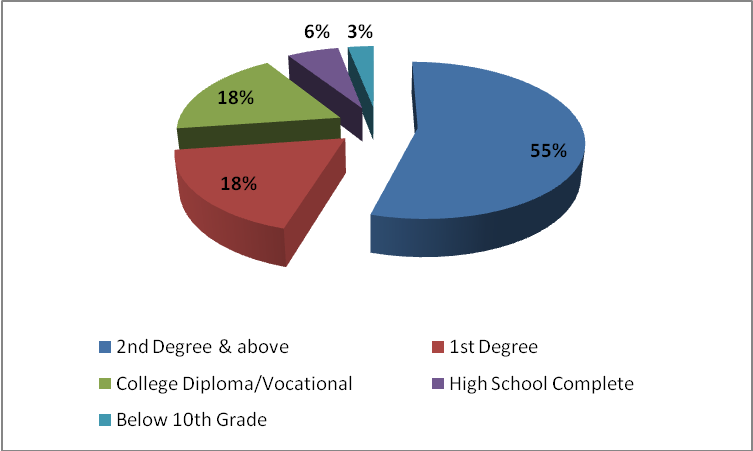 6% 3%
18%
55%
18%
2nd Degree & above
1st Degree
College Diploma/Vocational
High School Complete
Below 10th Grade